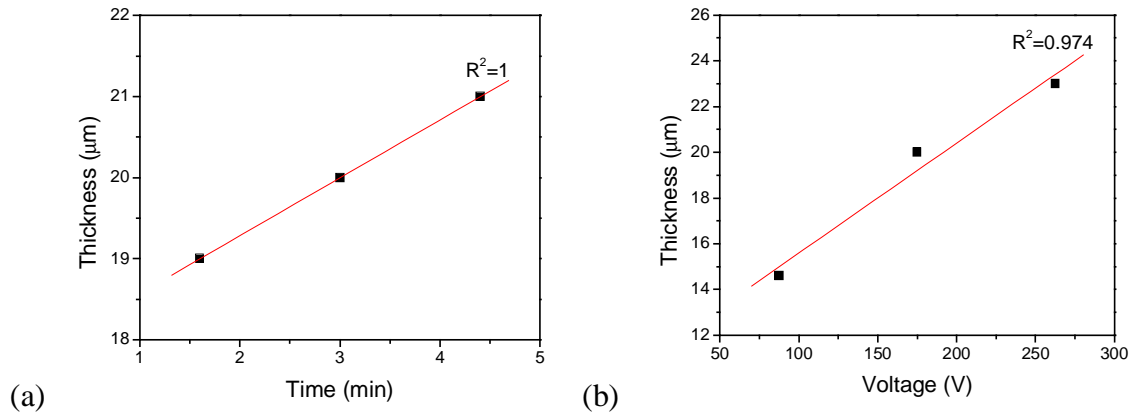 22
21
20
19
18
Thickness (μm)
R²=1
1 2 3 4 5
Time (min)
(a)
26
24
22
20
18
16
14
12
Thickness (μm)
R²=0.974
50 100 150 200 250 300
Voltage (V)
(b)